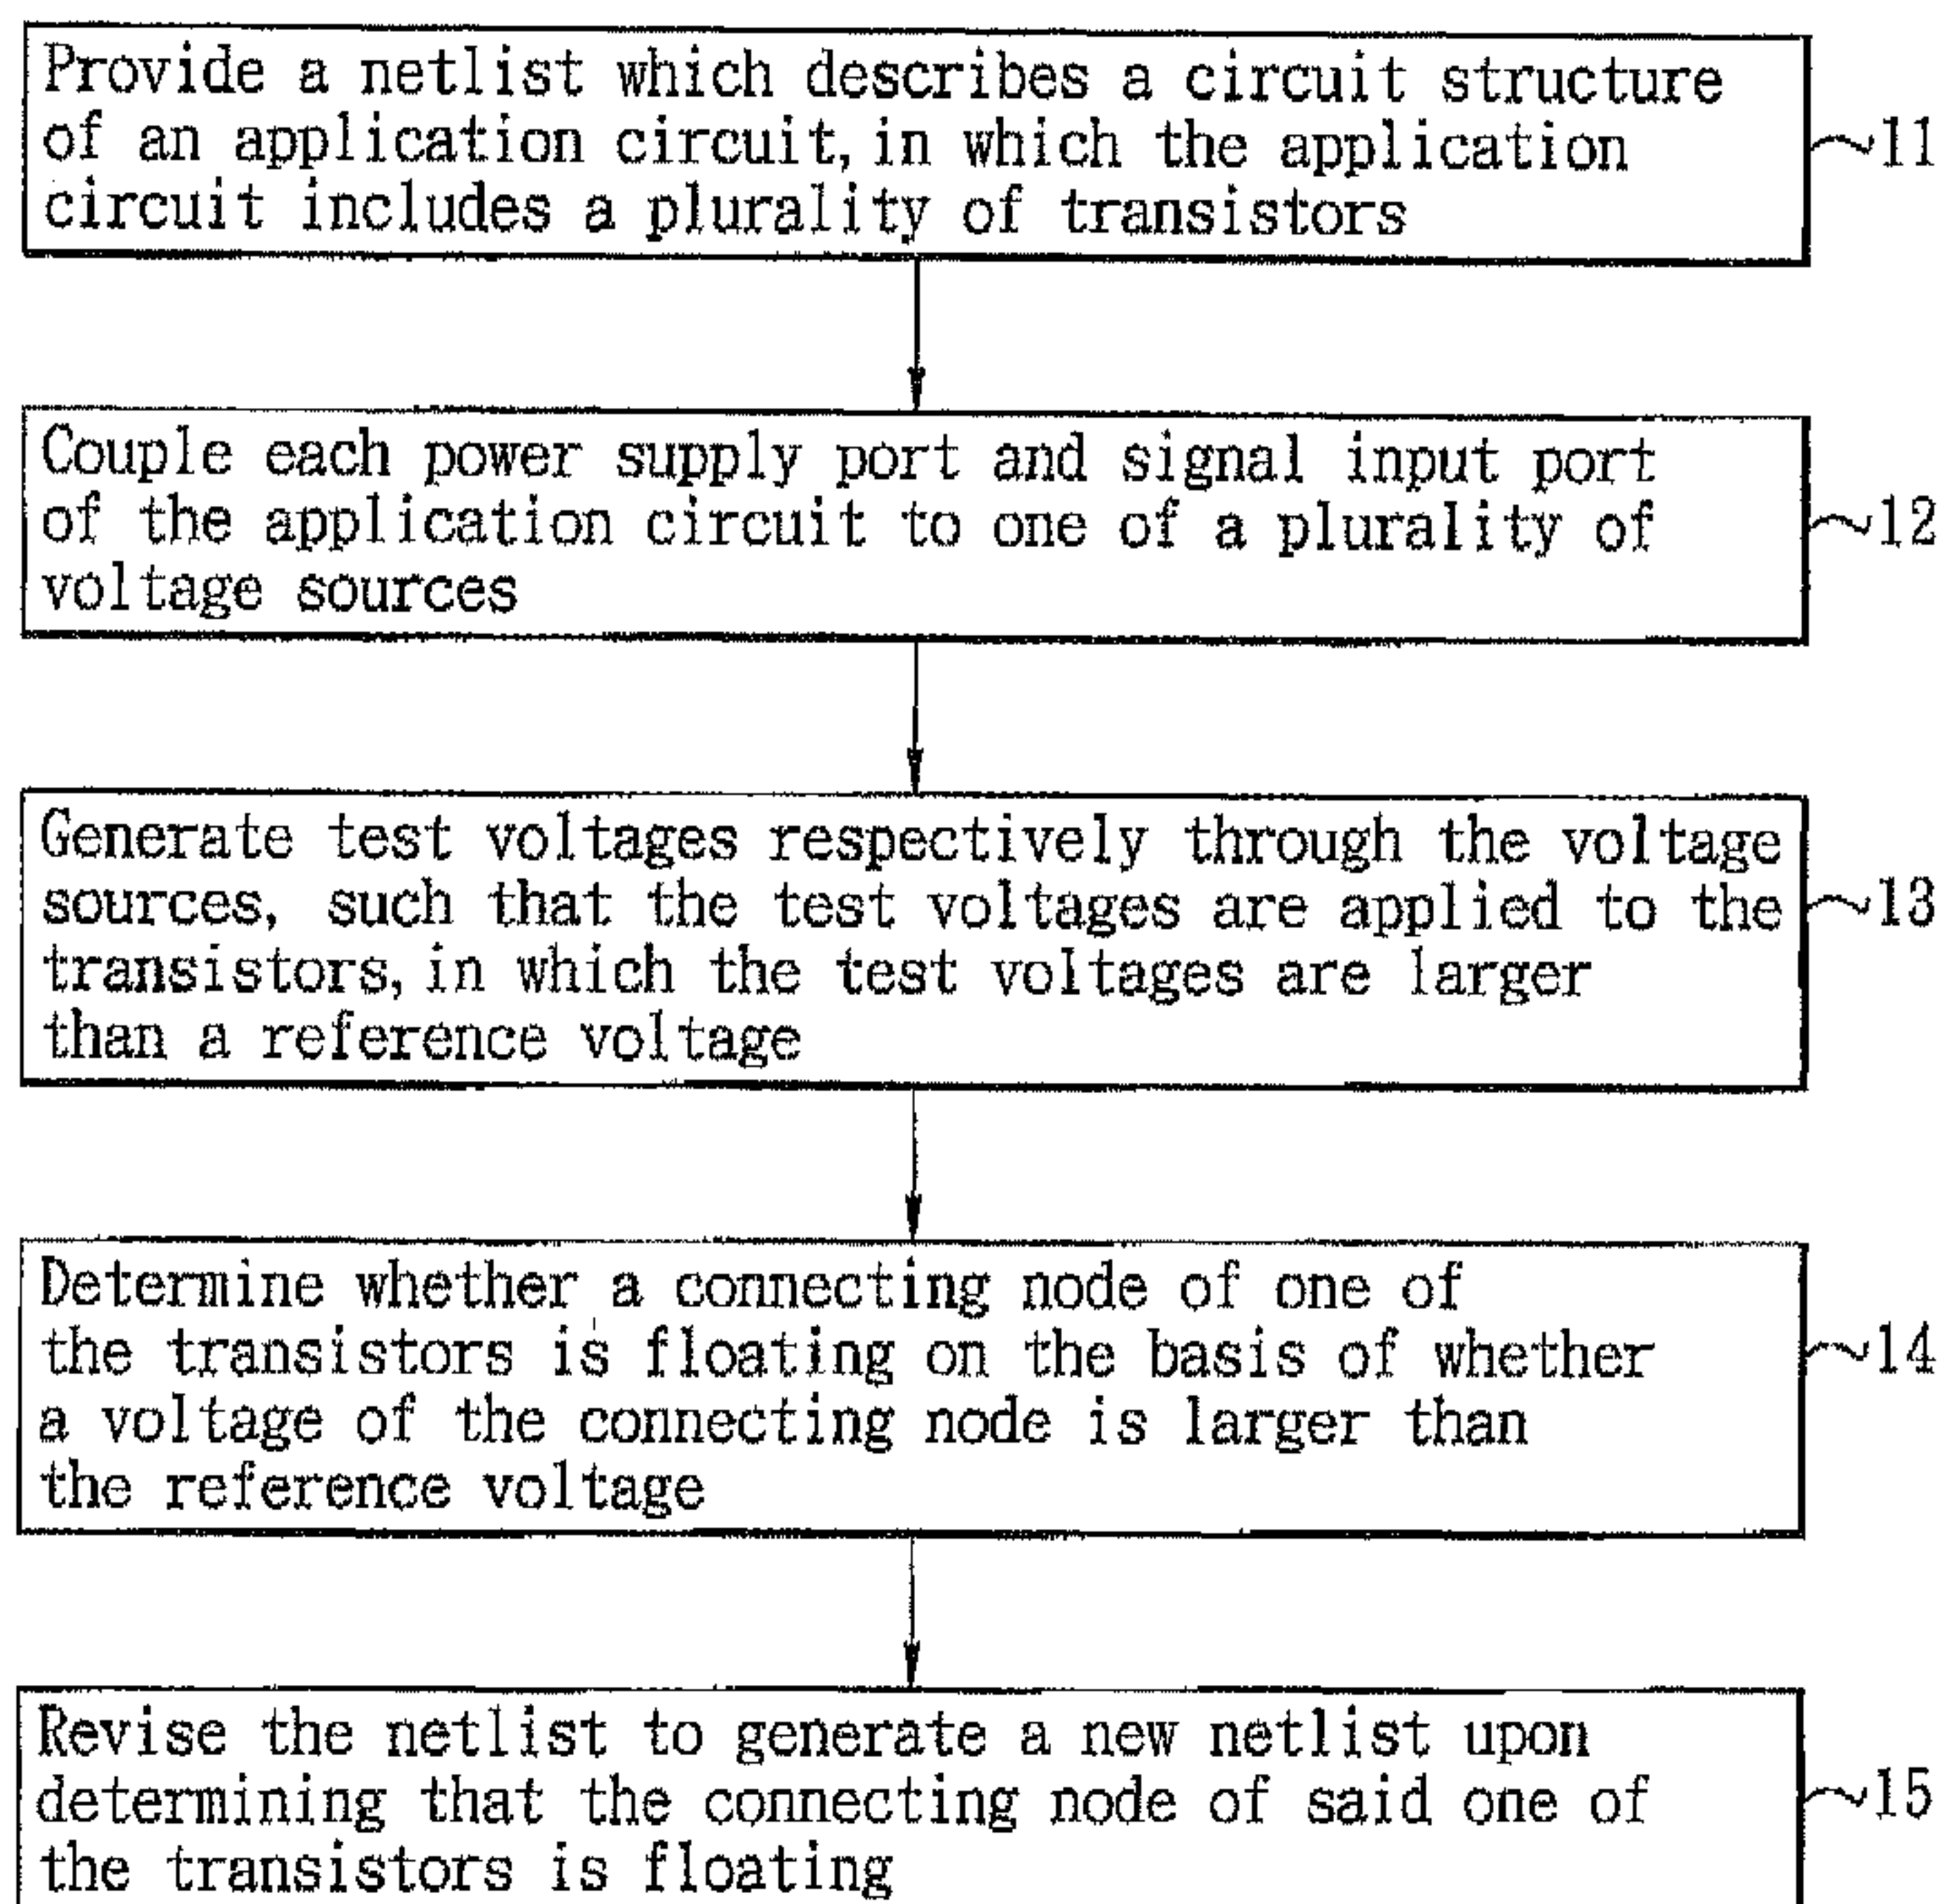 Provide a netlist which describes a circuit structure
of an application circuit, in which the application
circuit includes a plurality of transistors
~11
Couple each power supply port and signal input port
of the application circuit to one of a plurality of
voltage sources
~12
Generate test voltages respectively through the voltage
sources, such that the test voltages are applied to the
transistors, in which the test voltages are larger
than a reference voltage
~13
Determine whether a connecting node of one of
the transistors is floating on the basis of whether
a voltage of the connecting node is larger than
the reference voltage
~14
Revise the netlist to generate a new netlist upon
determining that the connecting node of said one of
the transistors is floating
~15